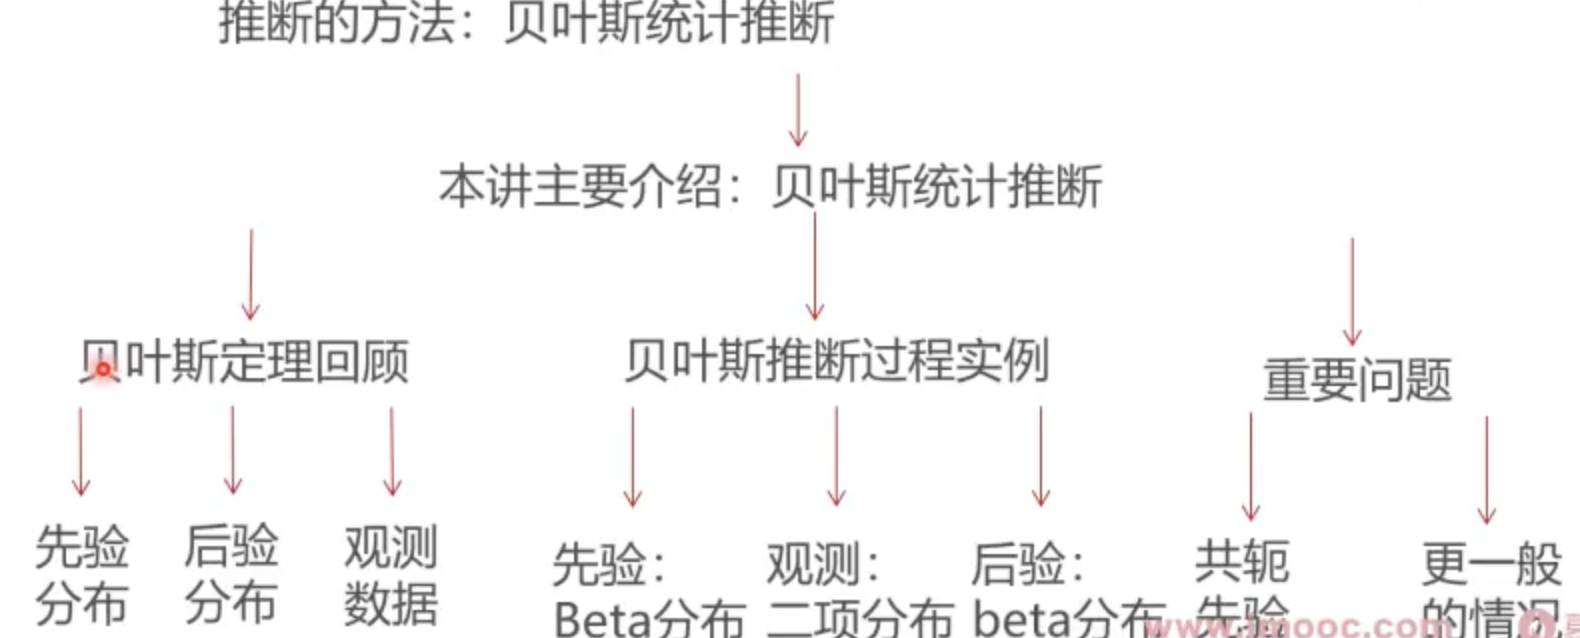 推断的方法：贝叶斯统计推断
本讲主要介绍：贝叶斯统计推断
贝叶斯定理回顾
贝叶斯推断过程实例
重要问题
先验
分布
后验
分布
观测
数据
先验：
Beta分布
观测：
二项分布
后验：
beta分布
共轭
先验
更一般
的情况
www.imooc.com